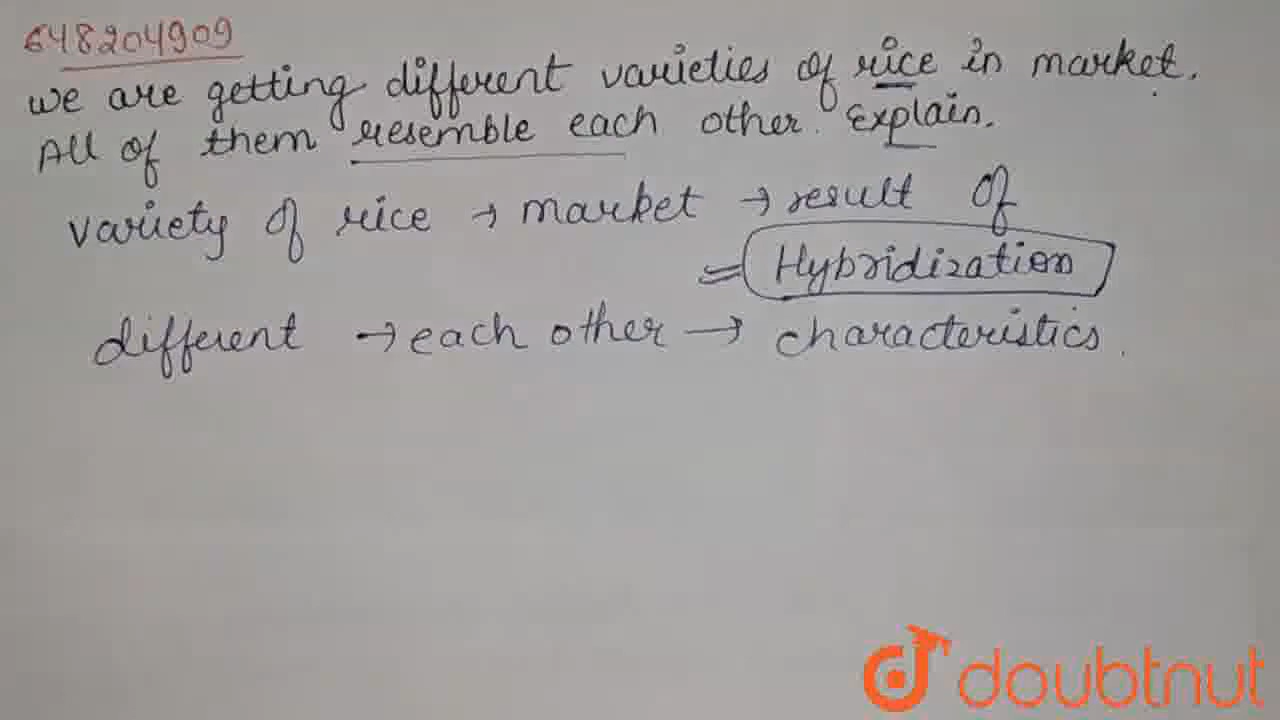 648204909
We are getting different varieties of rice in market.
All of them resemble each other. Explain.
variety of rice → market → result of
= Hybridization
different → each other → characteristics.
doubtnut